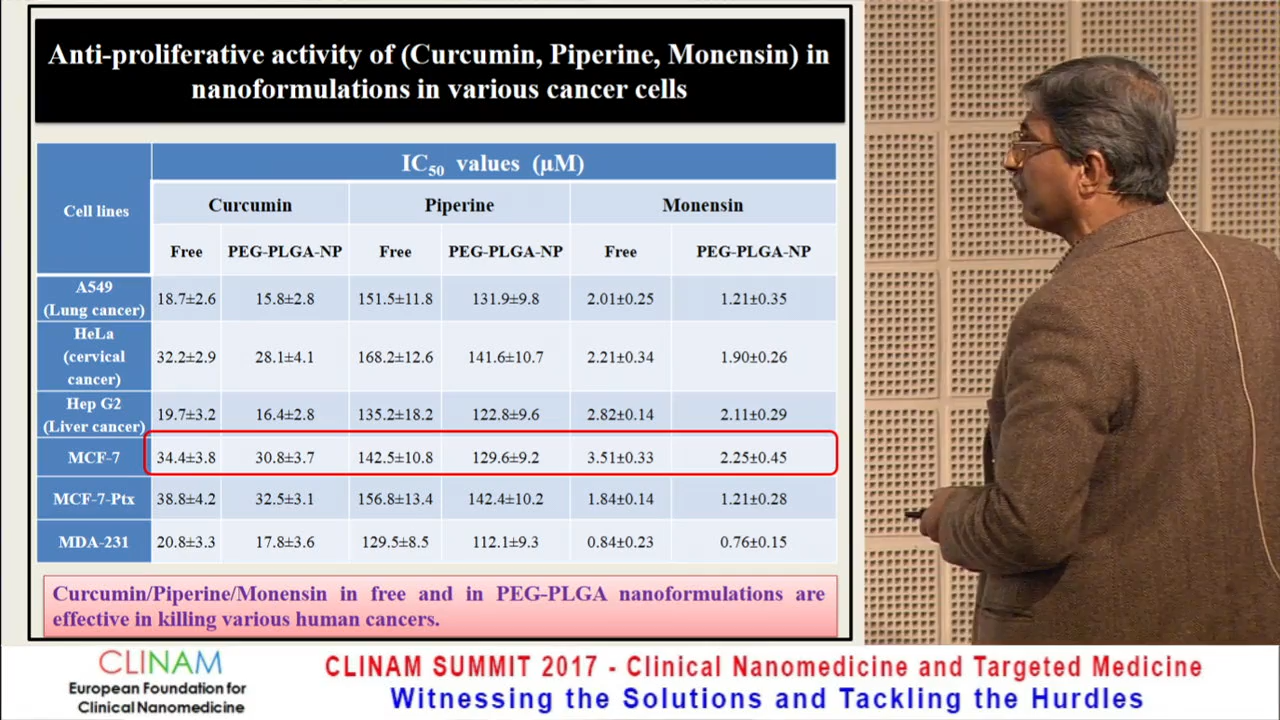 Anti-proliferative activity of (Curcumin, Piperine, Monensin) in
nanoformulations in various cancer cells
Cell lines
IC50 values (μM)
Curcumin Piperine Monensin
Free PEG-PLGA-NP Free PEG-PLGA-NP Free PEG-PLGA-NP
A549
(Lung cancer)
18.7±2.6 15.8±2.8 151.5±11.8 131.9±9.8 2.01±0.25 1.21±0.35
HeLa
(cervical
cancer)
32.2±2.9 28.1±4.1 168.2±12.6 141.6±10.7 2.21±0.34 1.90±0.26
Hep G2
(Liver cancer)
19.7±3.2 16.4±2.8 135.2±18.2 122.8±9.6 2.82±0.14 2.11±0.29
MCF-7 34.4±3.8 30.8±3.7 142.5±10.8 129.6±9.2 3.51±0.33 2.25±0.45
MCF-7-Ptx 38.8±4.2 32.5±3.1 156.8±13.4 142.4±10.2 1.84±0.14 1.21±0.28
MDA-231 20.8±5.3 17.8±3.6 129.5±8.5 112.1±9.3 0.84±0.23 0.76±0.15
Curcumin/Piperine/Monensin in free and in PEG-PLGA nanoformulations are
effective in killing various human cancers.
CLINAM
European Foundation for
Clinical Nanomedicine
CLINAM SUMMIT 2017 - Clinical Nanomedicine and Targeted Medicine
Witnessing the Solutions and Tackling the Hurdles